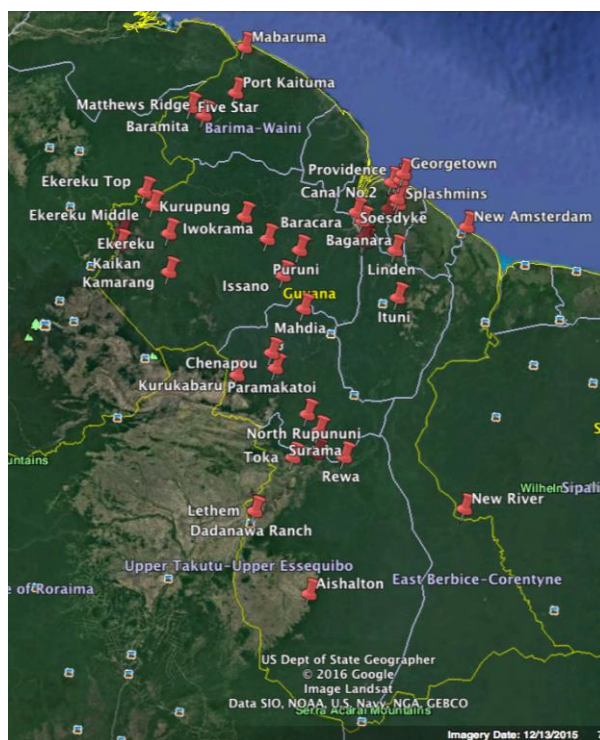 Mabaruma
Port Kaituma
Matthews Ridge
Five Star
Baramita
Barima-Waini
Georgetown
Providence
Ekereku Top
Canal No.2
Splashmins
Kurupung
Ekereku Middle
Baracara
Soesdyke
New Amsterdam
Iwokrama
Ekereku
Baganara
Kaikan
Puruni
Linden
Kamarang
Issano
Guyana
Ituni
Mahdia
Chenapou
Kurukabaru
Paramakatoi
North Rupununi
Surama
Toka
Rewa
untains
Wilhelm
Sipali
New River
Lethem
Dadanawa Ranch
Upper Takutu-Upper Essequibo
East Berbice-Corentyne
Aishalton
e of Roraima
US Dept of State Geographer
© 2016 Google
Image Landsat
Data SIO, NOAA, U.S. Navy, NGA, GEBCO
Serra Acarai Mountains
Imagery Date: 12/13/2015